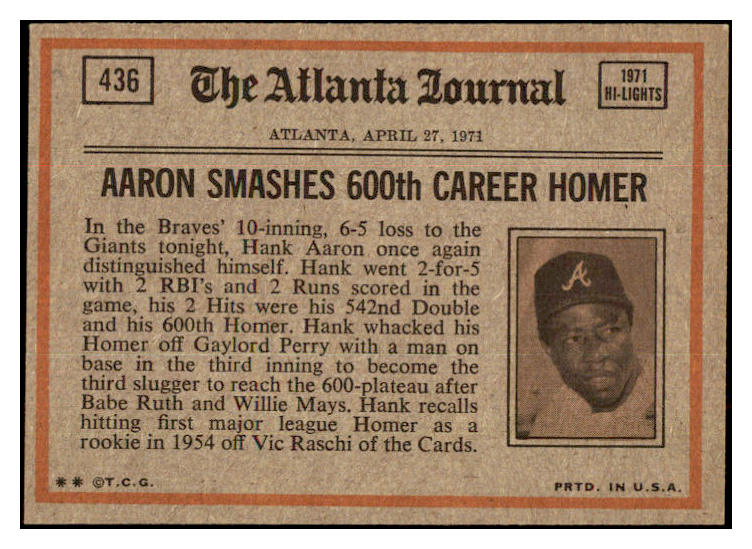 436
The Atlanta Journal
1971
HI-LIGHTS
ATLANTA, APRIL 27, 1971
AARON SMASHES 600th CAREER HOMER
In the Braves' 10-inning, 6-5 loss to the
Giants tonight, Hank Aaron once again
distinguished himself. Hank went 2-for-5
with 2 RBI's and 2 Runs scored in the
game, his 2 Hits were his 542nd Double
and his 600th Homer. Hank whacked his
Homer off Gaylord Perry with a man on
base in the third inning to become the
third slugger to reach the 600-plateau after
Babe Ruth and Willie Mays. Hank recalls
hitting first major league Homer as a
rookie in 1954 off Vic Raschi of the Cards.
A
** ©T.C.G.
PRTD. IN U.S.A.